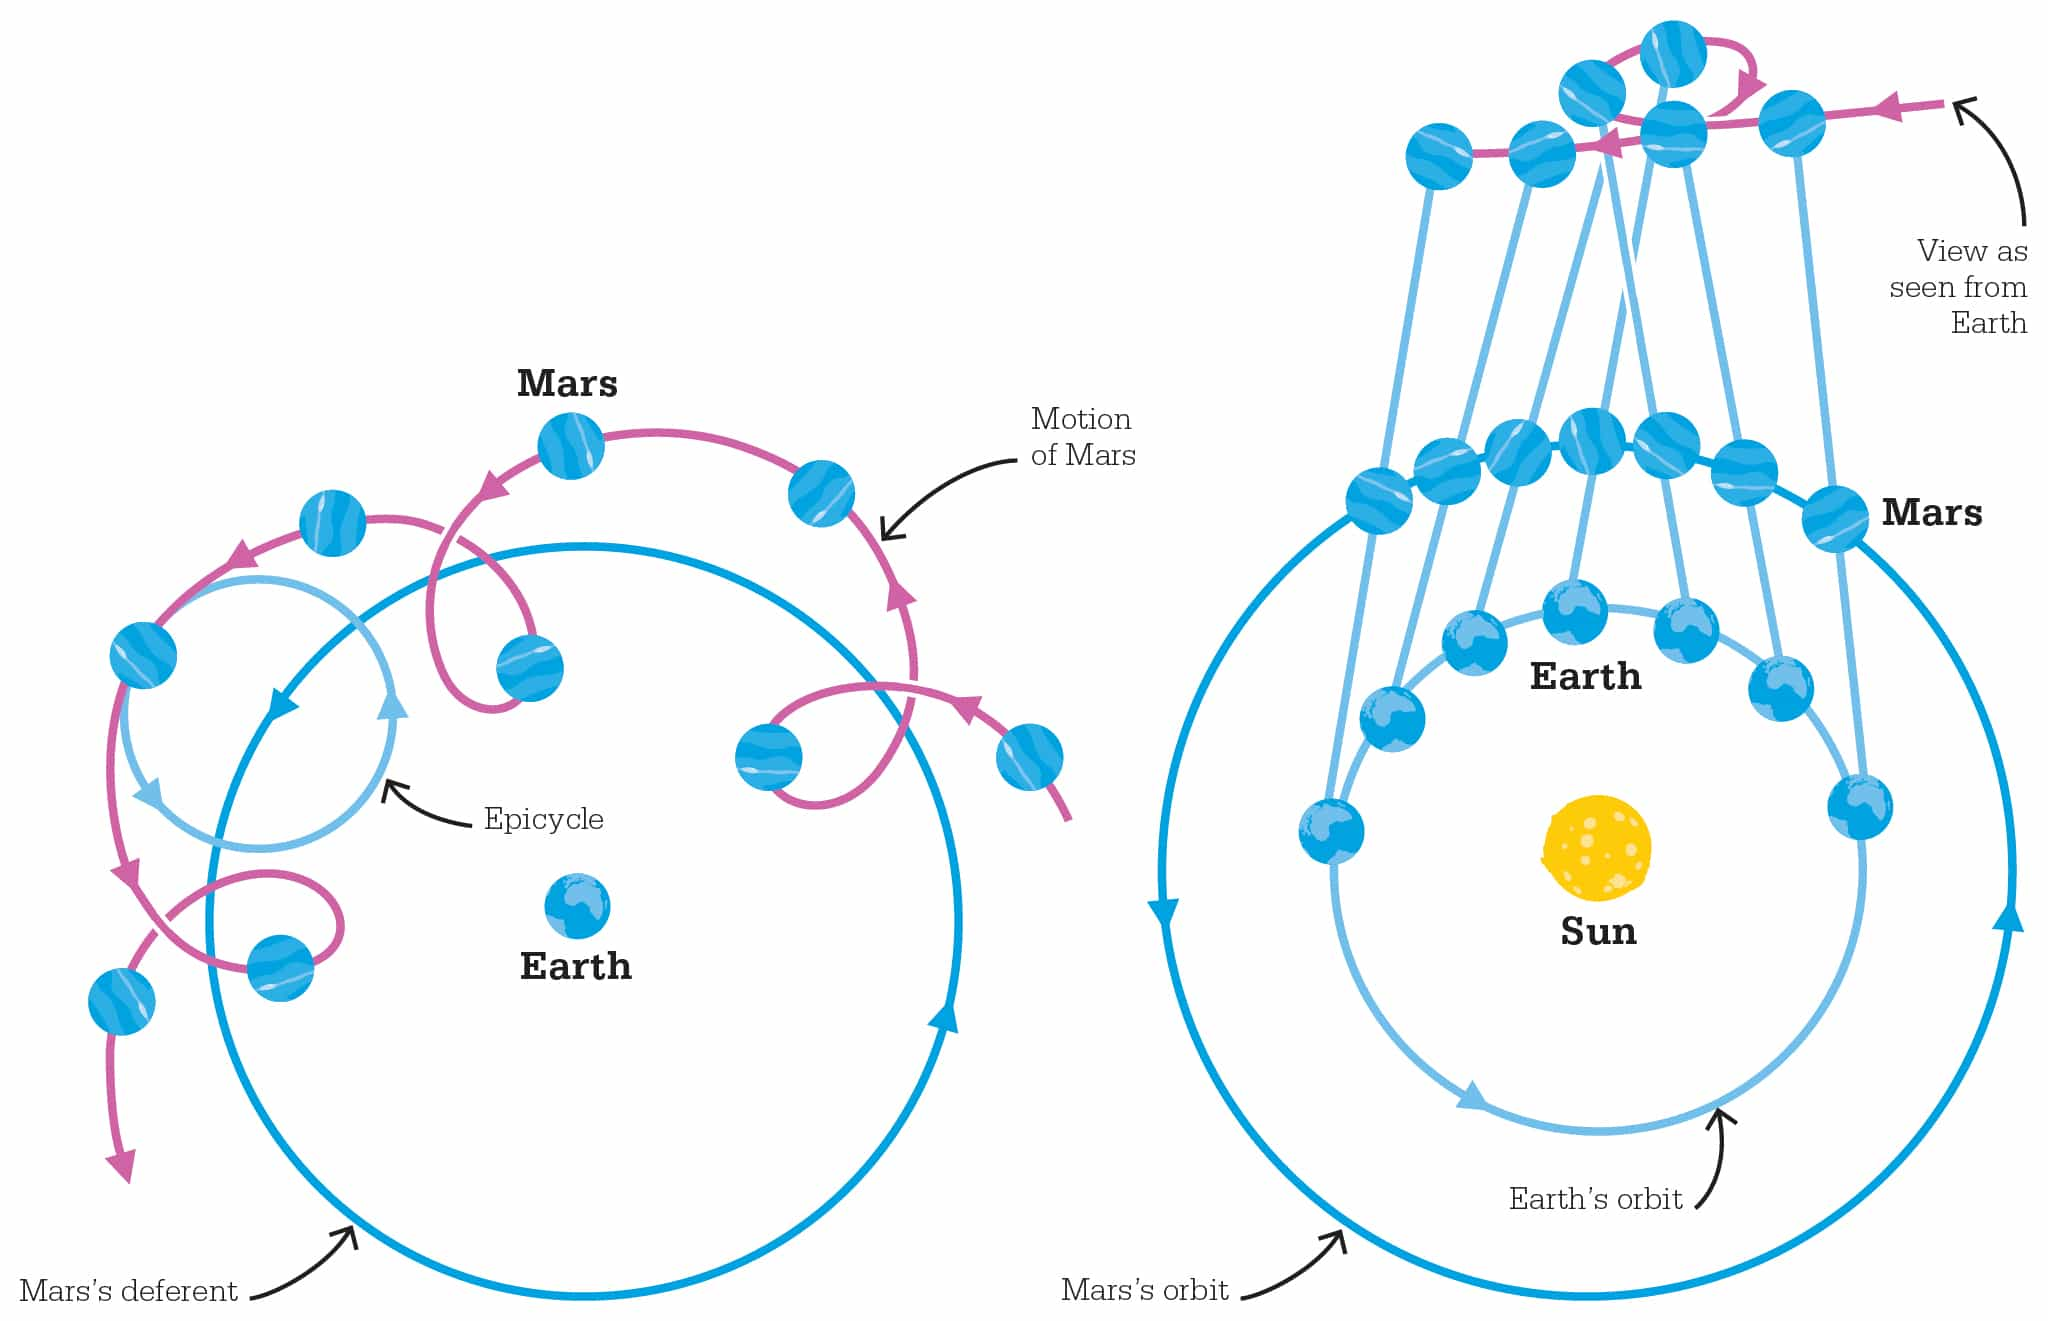 Mars
Motion
of Mars
Epicycle
Earth
Mars's deferent
View as
seen from
Earth
Mars
Earth
Sun
Earth's orbit
Mars's orbit